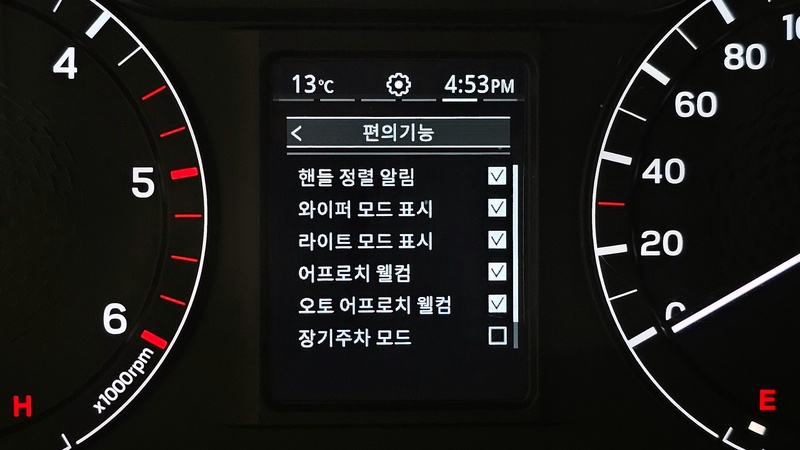 4
5
6
x1000rpm
H
13℃ 4:53PM
< 편의기능
핸들 정렬 알림
와이퍼 모드 표시
라이트 모드 표시
어프로치 웰컴
오토 어프로치 웰컴
장기주차 모드
80
60
40
20
0
E